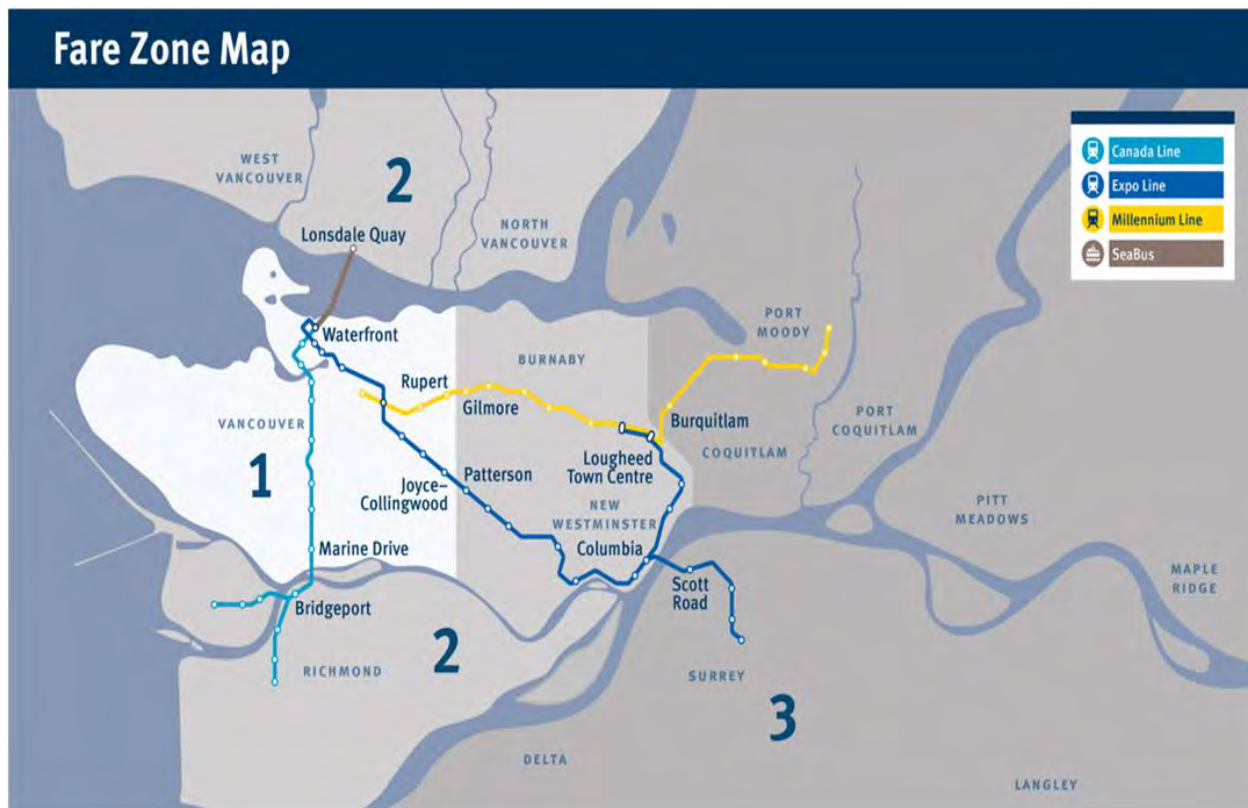 Fare Zone Map
Canada Line
Expo Line
Millennium Line
SeaBus
WEST
VANCOUVER
2
NORTH
VANCOUVER
Lonsdale Quay
Waterfront
PORT
MOODY
BURNABY
Rupert
Gilmore
VANCOUVER
Burquitlam
PORT
COQUITLAM
COQUITLAM
Lougheed
Town Centre
1
Joyce–
Collingwood
Patterson
NEW
WESTMINSTER
PITT
MEADOWS
Marine Drive
Columbia
Scott
Road
MAPLE
RIDGE
Bridgeport
RICHMOND
2
SURREY
3
DELTA
LANGLEY